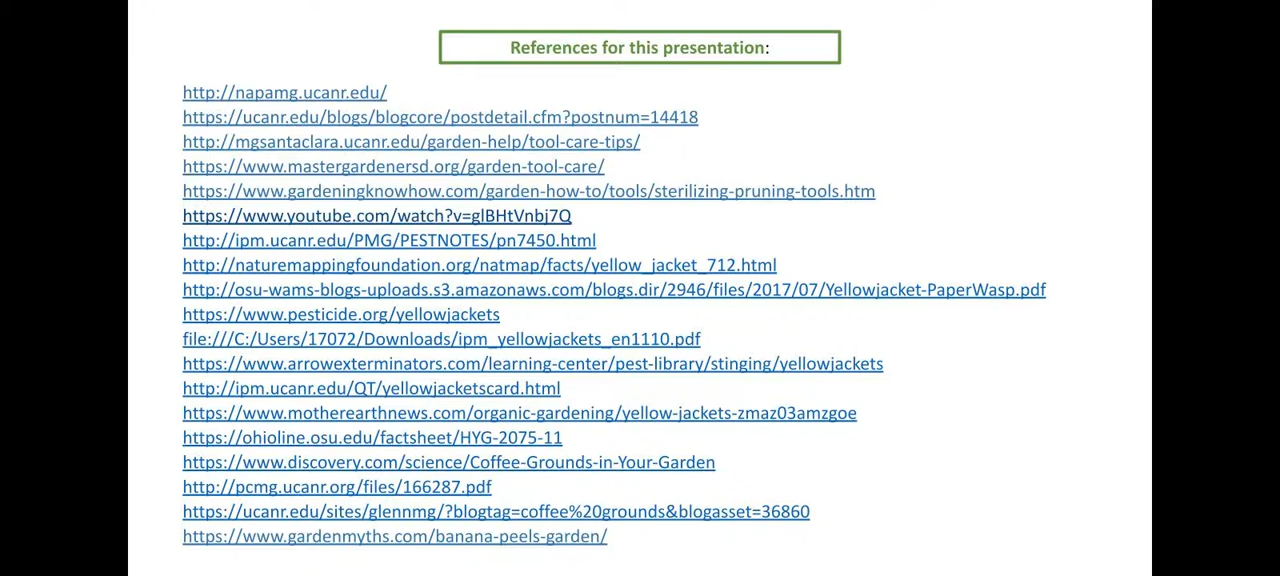 References for this presentation:
http://napamg.ucanr.edu/
https://ucanr.edu/blogs/blogcore/postdetail.cfm?postnum=14418
http://mgsantaclara.ucanr.edu/garden-help/tool-care-tips/
https://www.mastergardenersd.org/garden-tool-care/
https://www.gardeningknowhow.com/garden-how-to/tools/sterilizing-pruning-tools.htm
https://www.youtube.com/watch?v=glBHtVnbj7Q
http://ipm.ucanr.edu/PMG/PESTNOTES/pn7450.html
http://naturemappingfoundation.org/natmap/facts/yellow_jacket_712.html
http://osu-wams-blogs-uploads.s3.amazonaws.com/blogs.dir/2946/files/2017/07/Yellowjacket-PaperWasp.pdf
https://www.pesticide.org/yellowjackets
file:///C:/Users/17072/Downloads/ipm_yellowjackets_en1110.pdf
https://www.arrowexterminators.com/learning-center/pest-library/stinging/yellowjackets
http://ipm.ucanr.edu/QT/yellowjacketscard.html
https://www.motherearthnews.com/organic-gardening/yellow-jackets-zmaz03amzgoe
https://ohioline.osu.edu/factsheet/HYG-2075-11
https://www.discovery.com/science/Coffee-Grounds-in-Your-Garden
http://pcmg.ucanr.org/files/166287.pdf
https://ucanr.edu/sites/glennmg/?blogtag=coffee%20grounds&blogasset=36860
https://www.gardenmyths.com/banana-peels-garden/